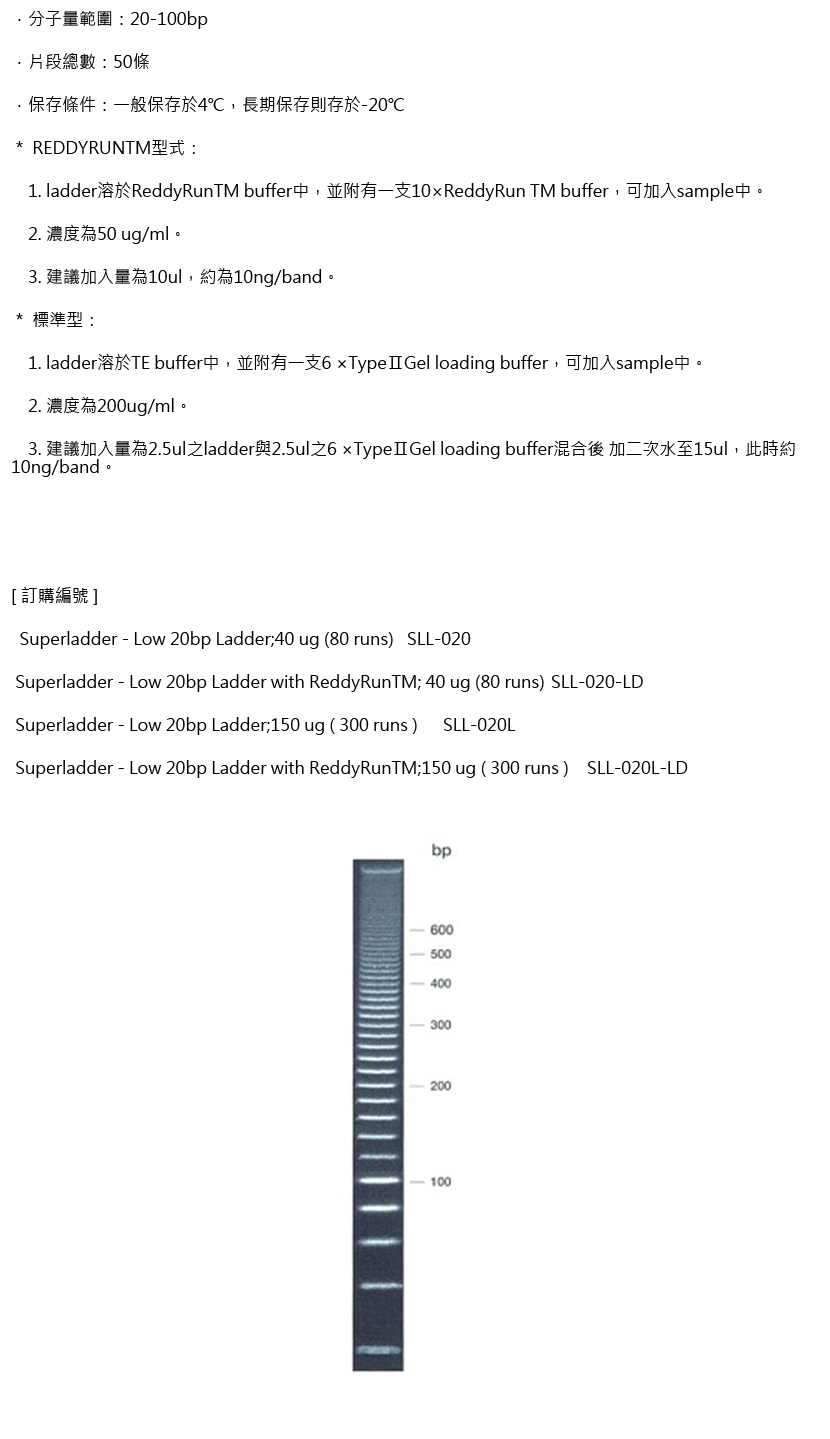 ．分子量範圍：20-100bp
．片段總數：50條
．保存條件：一般保存於4℃，長期保存則存於-20℃
* REDDYRUNTM型式：
1. ladder溶於ReddyRunTM buffer中，並附有一支10×ReddyRun TM buffer，可加入sample中。
2. 濃度為50 ug/ml。
3. 建議加入量為10ul，約為10ng/band。
* 標準型：
1. ladder溶於TE buffer中，並附有一支6 ×TypeⅡGel loading buffer，可加入sample中。
2. 濃度為200ug/ml。
3. 建議加入量為2.5ul之ladder與2.5ul之6 ×TypeⅡGel loading buffer混合後 加二次水至15ul，此時約
10ng/band。
[ 訂購編號 ]
Superladder - Low 20bp Ladder;40 ug (80 runs) SLL-020
Superladder - Low 20bp Ladder with ReddyRunTM; 40 ug (80 runs) SLL-020-LD
Superladder - Low 20bp Ladder;150 ug ( 300 runs ) SLL-020L
Superladder - Low 20bp Ladder with ReddyRunTM;150 ug ( 300 runs ) SLL-020L-LD
bp
600
500
400
300
200
100